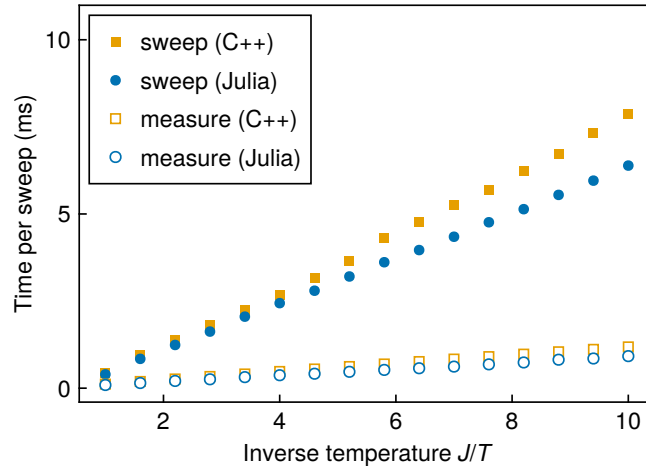 10
5
0
Time per sweep (ms)
sweep (C++)
sweep (Julia)
measure (C++)
measure (Julia)
2 4 6 8 10
Inverse temperature J/T